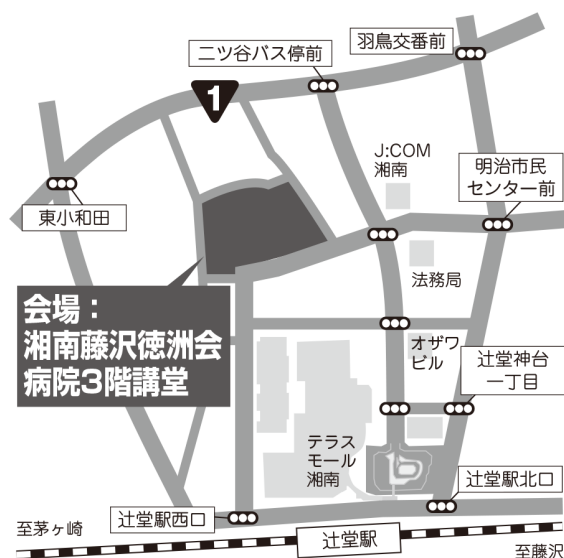 羽鳥交番前
二ツ谷バス停前
1
J:COM
湘南
明治市民
センター前
東小和田
法務局
会場：
湘南藤沢徳洲会
病院3階講堂
オザワ
ビル
辻堂神台
一丁目
テラス
モール
湘南
辻堂駅北口
辻堂駅西口
至茅ヶ崎
辻堂駅
至藤沢